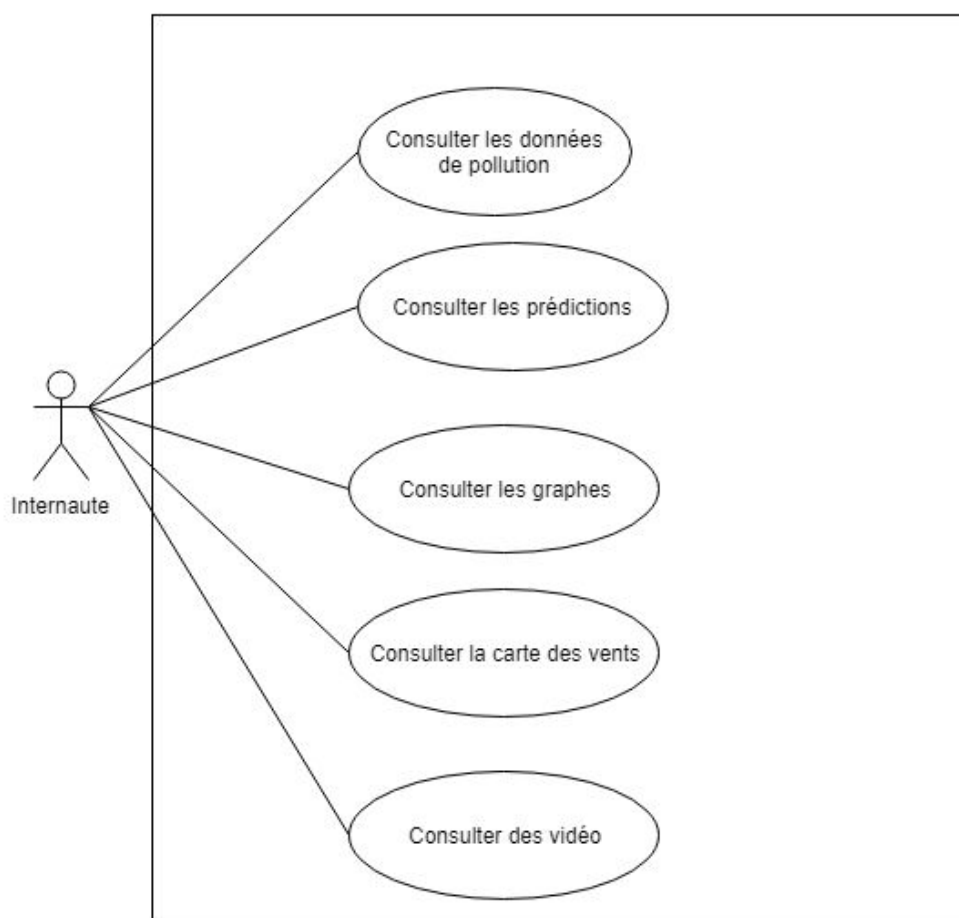 Consulter les données
de pollution
Consulter les prédictions
Internaute
Consulter les graphes
Consulter la carte des vents
Consulter des vidéo